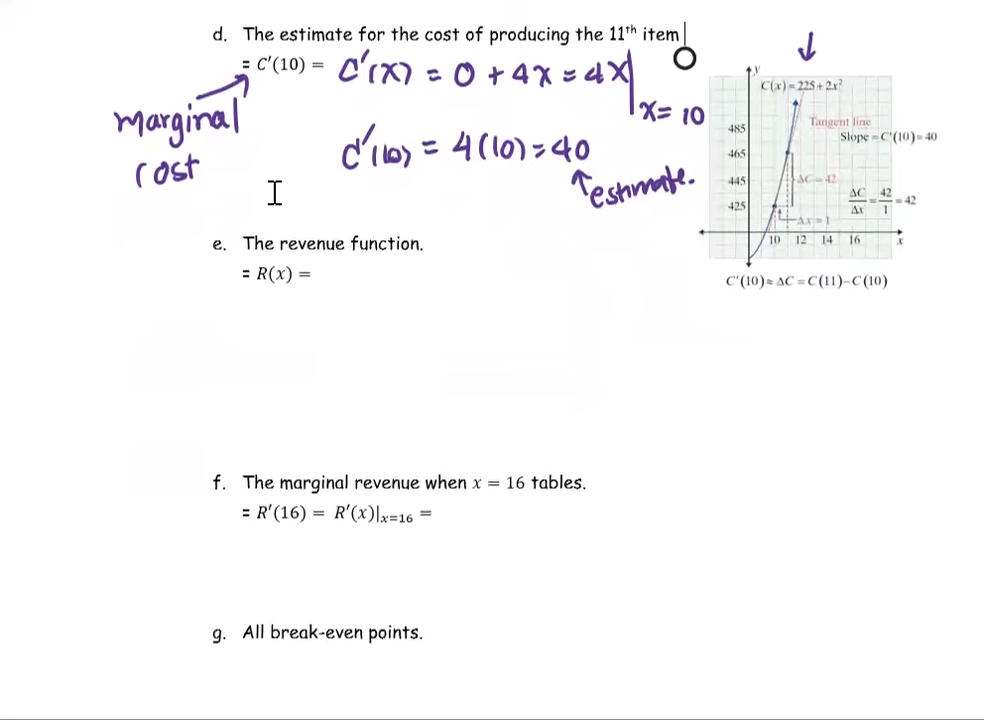 d. The estimate for the cost of producing the 11ᵗʰ item
= C′(10) = C′(x) = 0 + 4x = 4x|x= 10
marginal
cost
C′(10) = 4(10) = 40
estimate.
y
C(x) = 225 + 2x²
Tangent line
Slope = C′(10) = 40
485
465
445
425
ΔC = 42
ΔC/Δx = 42/1 = 42
Δx = 1
10 12 14 16 x
C′(10) ≈ ΔC = C(11) − C(10)
e. The revenue function.
= R(x) =
f. The marginal revenue when x = 16 tables.
= R′(16) = R′(x)|ₓ₌₁₆ =
g. All break-even points.